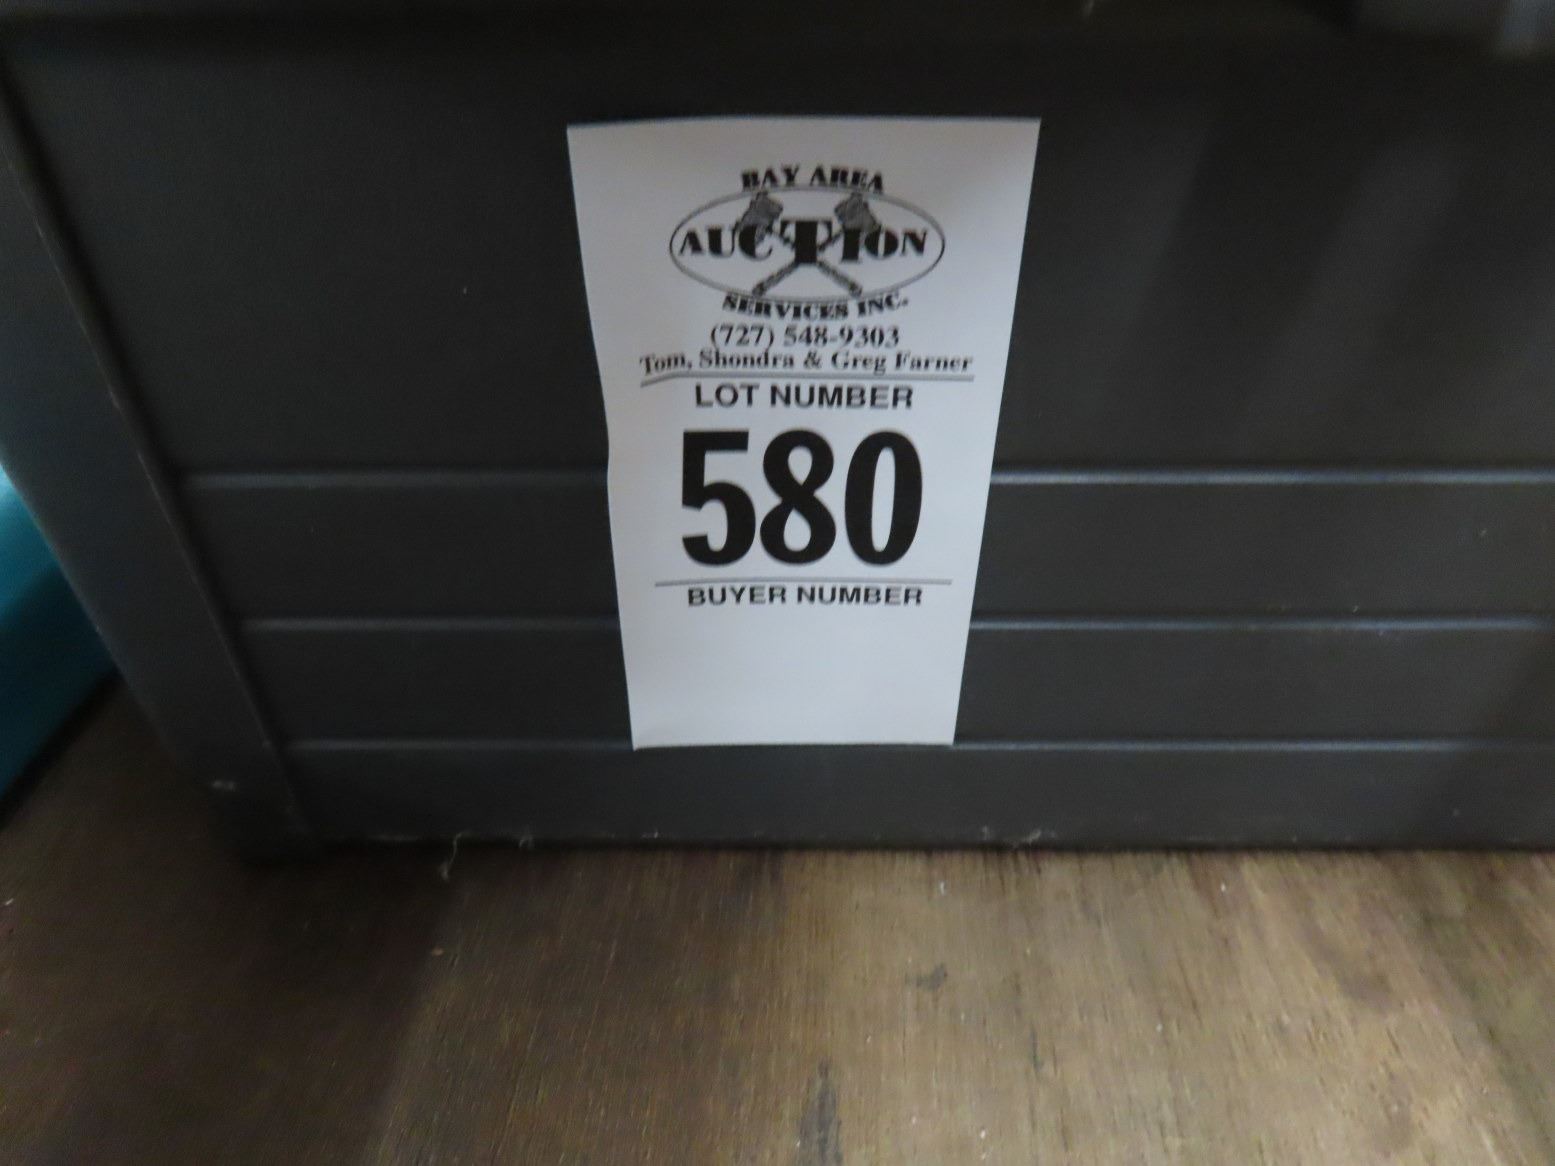 BAY AREA
AUCTION
SERVICES INC.
(727) 548-9303
Tom, Shondra & Greg Farner
LOT NUMBER
580
BUYER NUMBER